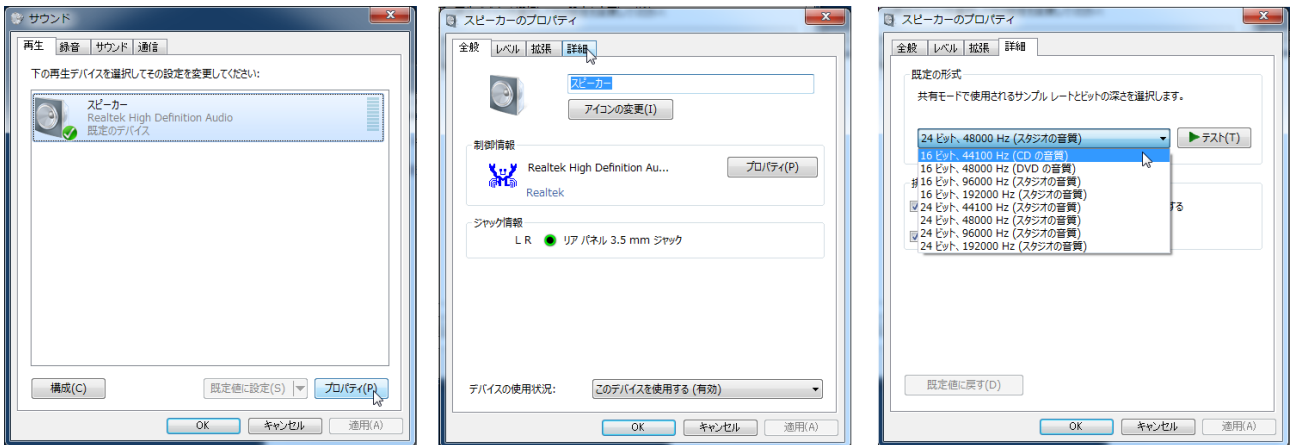 サウンド
再生 録音 サウンド 通信
下の再生デバイスを選択してその設定を変更してください:
スピーカー
Realtek High Definition Audio
既定のデバイス
構成(C) 既定値に設定(S) プロパティ(P)
OK キャンセル 適用(A)
スピーカーのプロパティ
全般 レベル 拡張 詳細
スピーカー
アイコンの変更(I)
制御情報
Realtek High Definition Au... プロパティ(P)
Realtek
ジャック情報
L R リア パネル 3.5 mm ジャック
デバイスの使用状況: このデバイスを使用する (有効)
OK キャンセル 適用(A)
スピーカーのプロパティ
全般 レベル 拡張 詳細
既定の形式
共有モードで使用されるサンプル レートとビットの深さを選択します。
24 ビット、48000 Hz (スタジオの音質) テスト(T)
16 ビット、44100 Hz (CD の音質)
16 ビット、48000 Hz (DVD の音質)
16 ビット、96000 Hz (スタジオの音質)
16 ビット、192000 Hz (スタジオの音質)
24 ビット、44100 Hz (スタジオの音質) する
24 ビット、48000 Hz (スタジオの音質)
24 ビット、96000 Hz (スタジオの音質)
24 ビット、192000 Hz (スタジオの音質)
既定値に戻す(D)
OK キャンセル 適用(A)